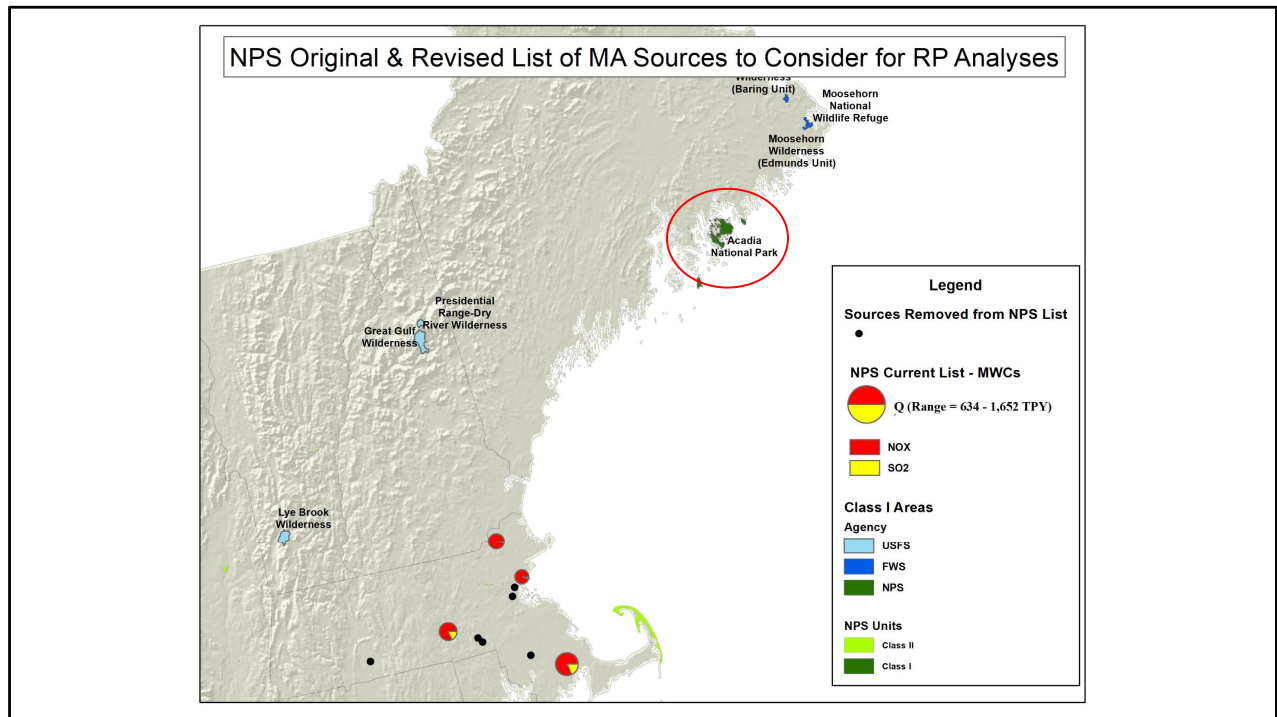 NPS Original & Revised List of MA Sources to Consider for RP Analyses
Wilderness
(Baring Unit)
Moosehorn
National
Wildlife Refuge
Moosehorn
Wilderness
(Edmunds Unit)
Acadia
National Park
Presidential
Range-Dry
River Wilderness
Great Gulf
Wilderness
Lye Brook
Wilderness
Legend
Sources Removed from NPS List
NPS Current List - MWCs
Q (Range = 634 - 1,652 TPY)
NOX
SO2
Class I Areas
Agency
USFS
FWS
NPS
NPS Units
Class II
Class I